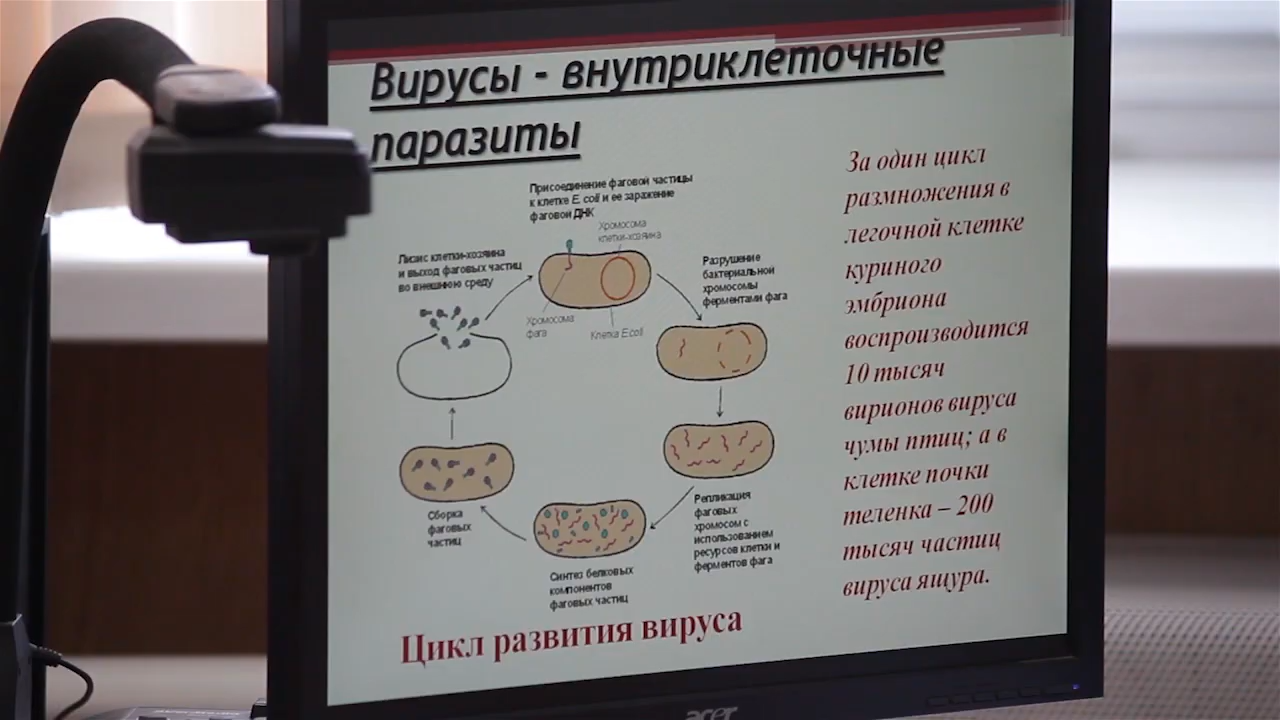 Вирусы - внутриклеточные
паразиты
Присоединение фаговой частицы
к клетке E. coli и ее заражение
фаговой ДНК
Хромосома
клетки-хозяина
Лизис клетки-хозяина
и выход фаговых частиц
во внешнюю среду
Хромосома
фага
Клетка E.coli
Разрушение
бактериальной
хромосомы
ферментами фага
Репликация
фаговых
хромосом с
использованием
ресурсов клетки и
ферментов фага
Синтез белковых
компонентов
фаговых частиц
Сборка
фаговых
частиц
Цикл развития вируса
За один цикл
размножения в
легочной клетке
куриного
эмбриона
воспроизводится
10 тысяч
вирионов вируса
чумы птиц; а в
клетке почки
теленка – 200
тысяч частиц
вируса ящура.
acer